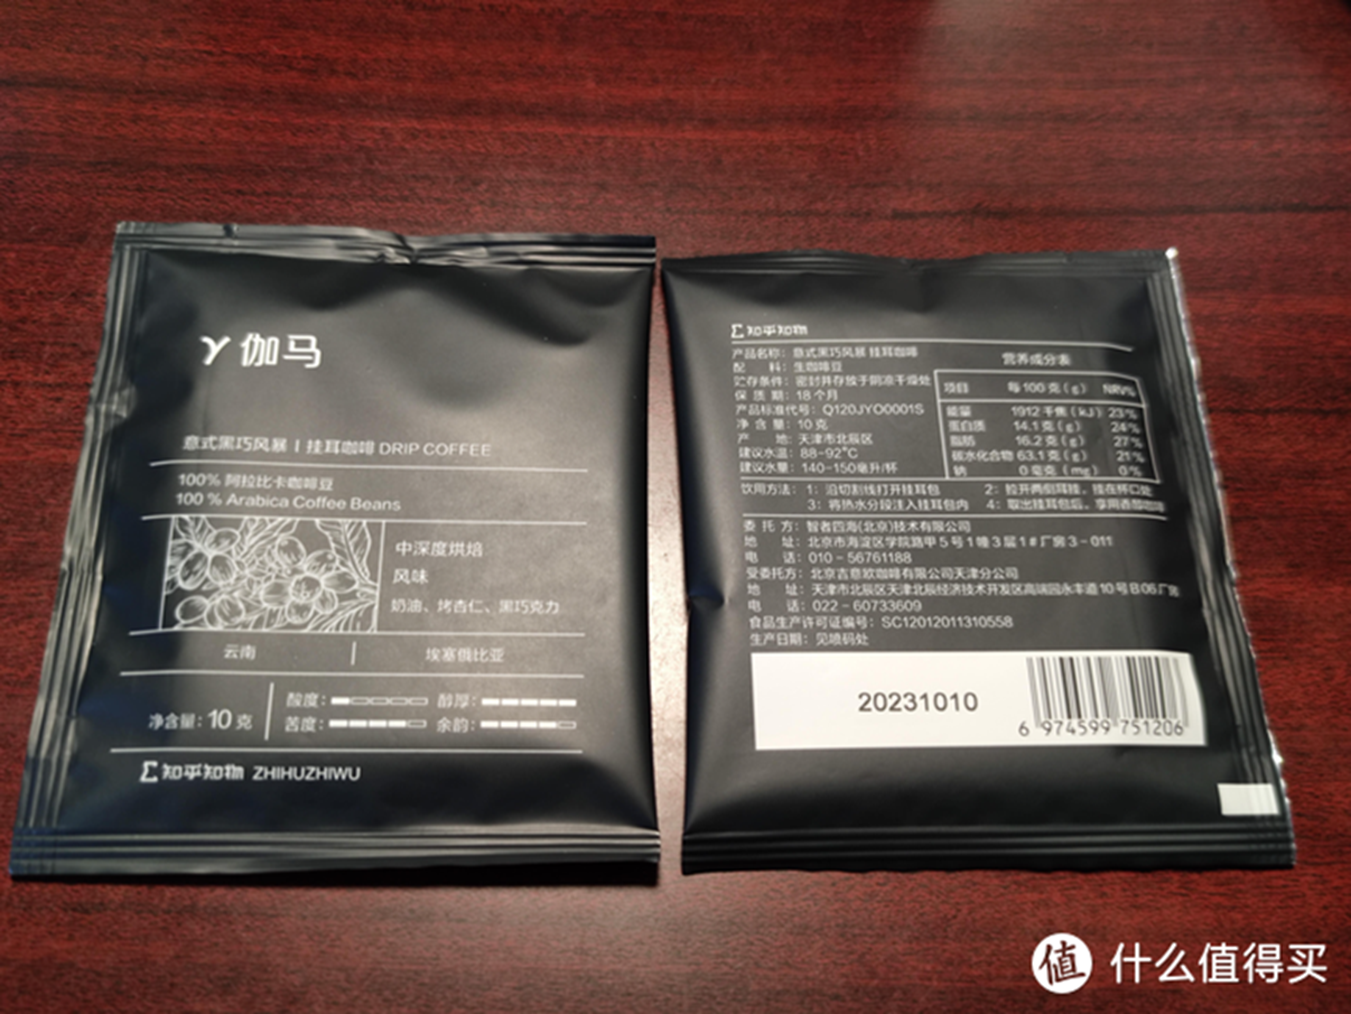 伽马
意式黑巧风暴 | 挂耳咖啡 DRIP COFFEE
100% 阿拉比卡咖啡豆
100 % Arabica Coffee Beans
中深度烘焙
风味
奶油、烤杏仁、黑巧克力
云南 | 埃塞俄比亚
净含量: 10 克
酸度: 醇厚:
苦度: 余韵:
知乎知物 ZHIHUZHIWU
知乎知物
产品名称: 意式黑巧风暴 挂耳咖啡
配 料: 生咖啡豆
贮存条件: 密封并存放于阴凉干燥处
保 质 期: 18个月
产品标准代号: Q120JYO0001S
净 含 量: 10克
产 地: 天津市北辰区
建议水温: 88-92°C
建议水量: 140-150毫升/杯
营养成分表
项目 每100克(g) NRV%
能量 1912 千焦(kJ) 23%
蛋白质 14.1克(g) 24%
脂肪 16.2克(g) 27%
碳水化合物 63.1克(g) 21%
钠 0毫克(mg) 0%
饮用方法: 1: 沿切割线打开挂耳包 2: 拉开两侧耳挂, 挂在杯口处
3: 将热水分段注入挂耳包内 4: 取出挂耳包后, 享用香醇咖啡
委 托 方: 智者四海(北京)技术有限公司
地 址: 北京市海淀区学院路甲5号1幢3层1#厂房3-011
电 话: 010-56761188
受委托方: 北京吉意欧咖啡有限公司天津分公司
地 址: 天津市北辰区天津北辰经济技术开发区高端园永丰道10号B06厂房
电 话: 022-60733609
食品生产许可证编号: SC12012011310558
生产日期: 见喷码处
20231010
6 974599 751206
值 什么值得买